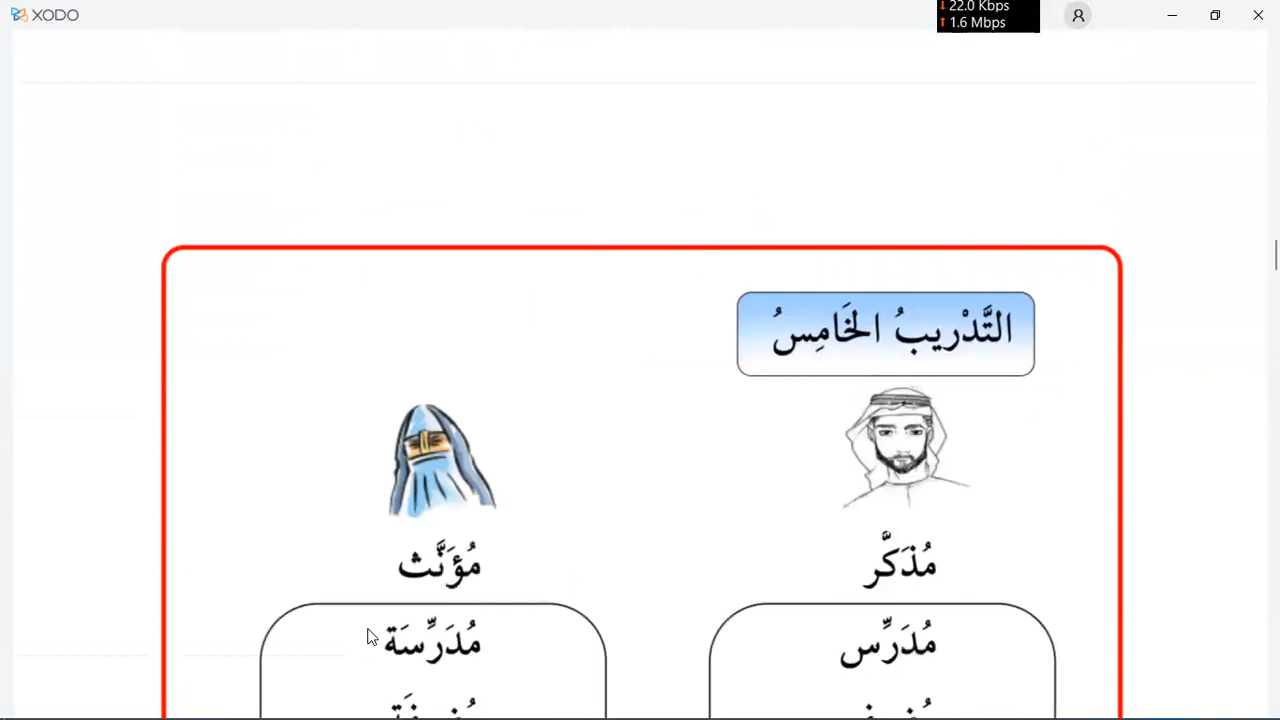 XODO
↓ 22.0 Kbps
↑ 1.6 Mbps
التَّدْرِيبُ الخَامِسُ
مُذَكَّر
مُؤَنَّث
مُدَرِّس
مُدَرِّسَة